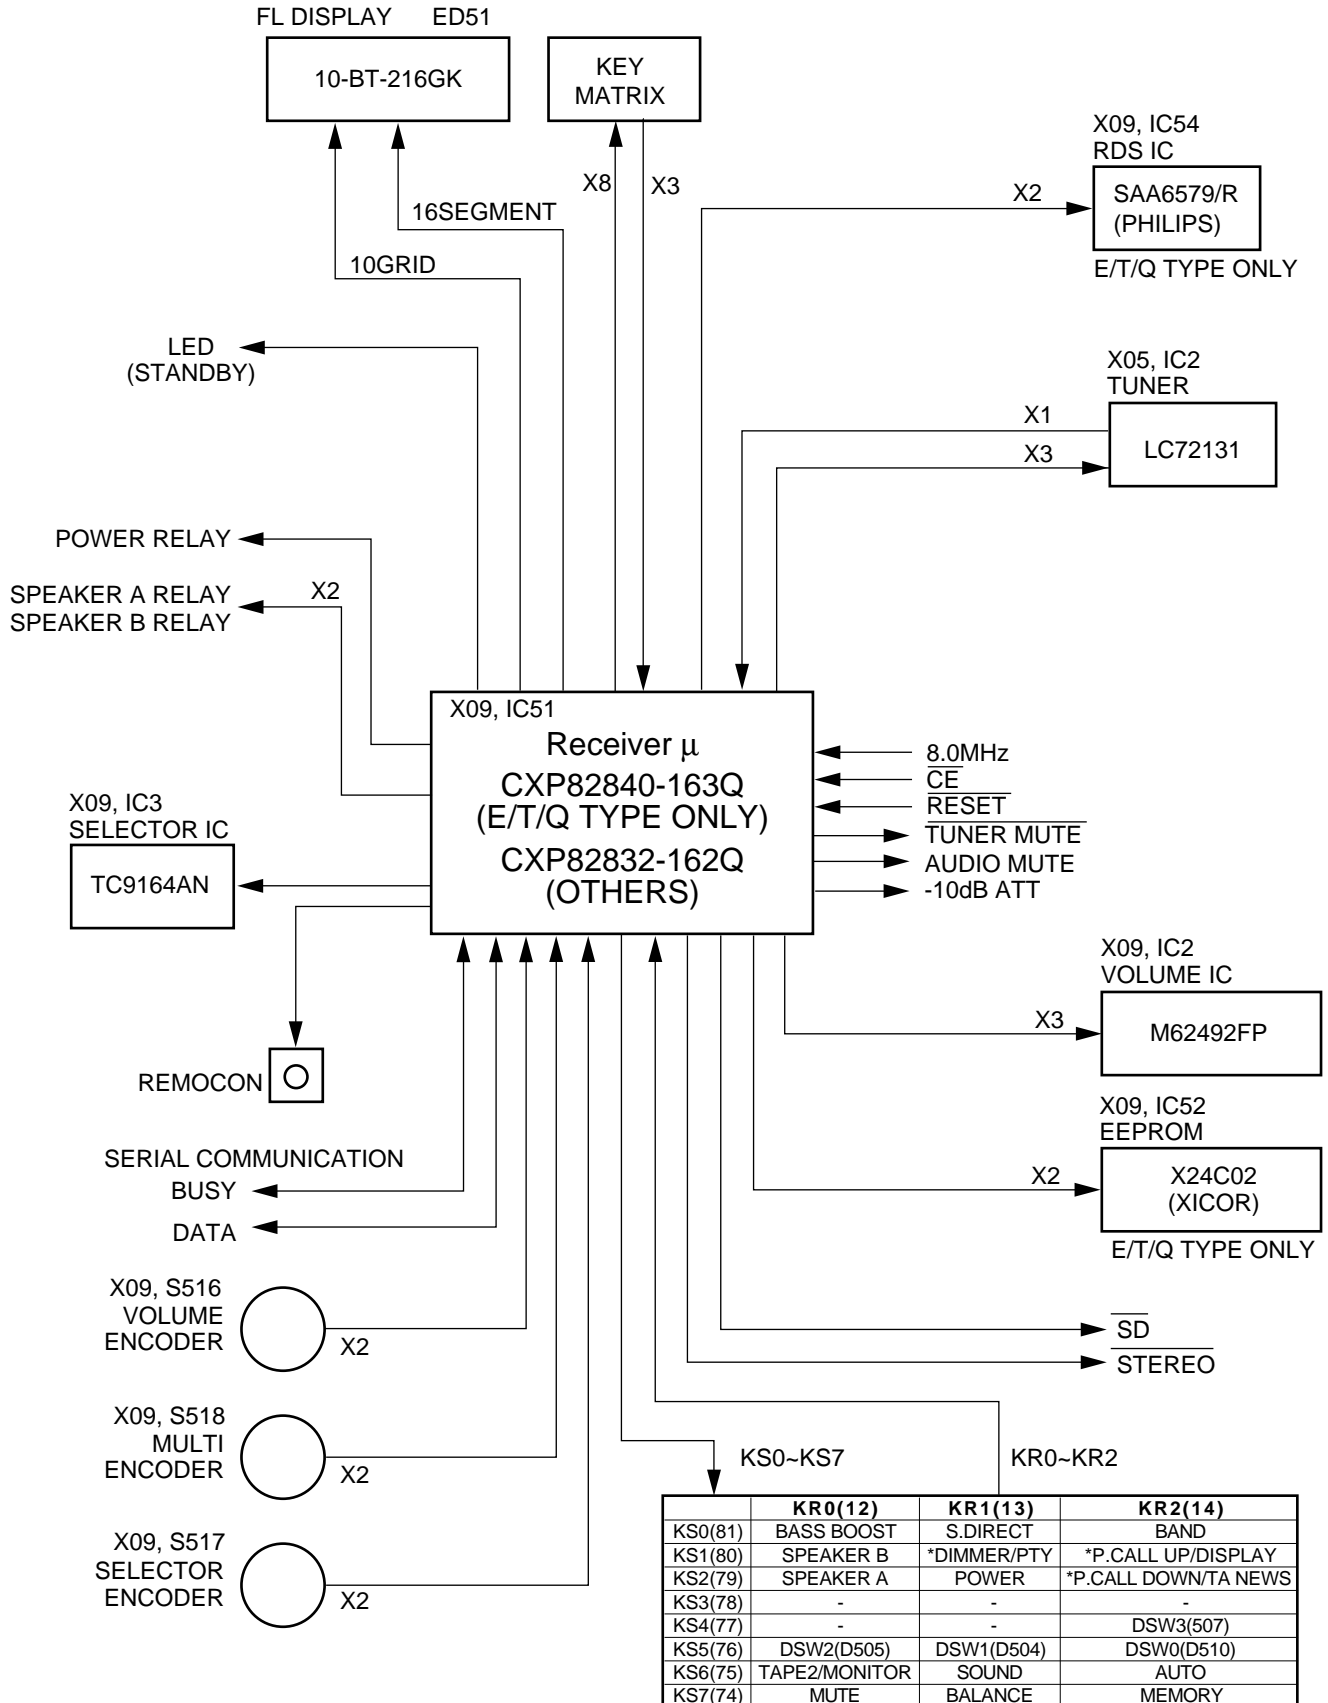 FL DISPLAY ED51
10-BT-216GK
KEY
MATRIX
X09, IC54
RDS IC
SAA6579/R
(PHILIPS)
E/T/Q TYPE ONLY
X8
X3
X2
16SEGMENT
10GRID
LED
(STANDBY)
X05, IC2
TUNER
LC72131
X1
X3
POWER RELAY
SPEAKER A RELAY
SPEAKER B RELAY
X2
X09, IC51
Receiver µ
CXP82840-163Q
(E/T/Q TYPE ONLY)
CXP82832-162Q
(OTHERS)
8.0MHz
CE
RESET
TUNER MUTE
AUDIO MUTE
-10dB ATT
X09, IC3
SELECTOR IC
TC9164AN
X09, IC2
VOLUME IC
M62492FP
X3
REMOCON
X09, IC52
EEPROM
X24C02
(XICOR)
E/T/Q TYPE ONLY
X2
SERIAL COMMUNICATION
BUSY
DATA
X09, S516
VOLUME
ENCODER
X2
SD
STEREO
X09, S518
MULTI
ENCODER
X2
X09, S517
SELECTOR
ENCODER
X2
KS0~KS7
KR0~KR2
KR0(12) KR1(13) KR2(14)
KS0(81) BASS BOOST S.DIRECT BAND
KS1(80) SPEAKER B *DIMMER/PTY *P.CALL UP/DISPLAY
KS2(79) SPEAKER A POWER *P.CALL DOWN/TA NEWS
KS3(78) - - -
KS4(77) - - DSW3(507)
KS5(76) DSW2(D505) DSW1(D504) DSW0(D510)
KS6(75) TAPE2/MONITOR SOUND AUTO
KS7(74) MUTE BALANCE MEMORY